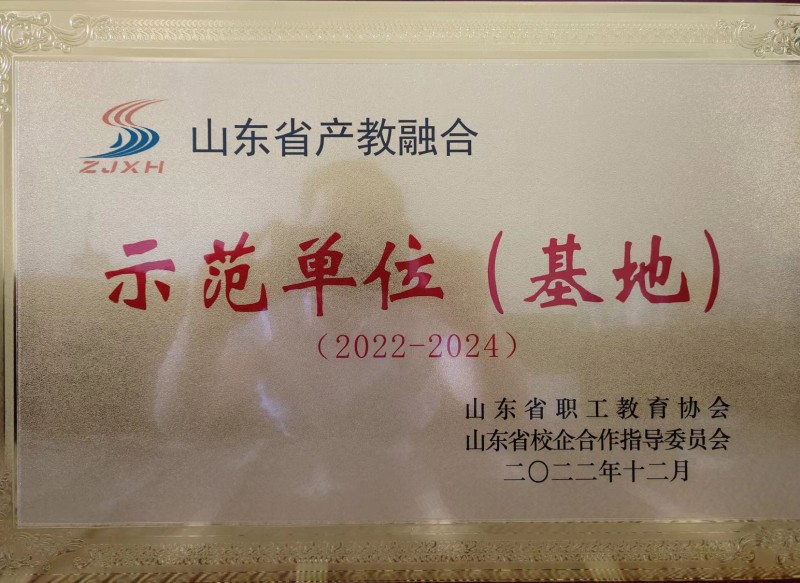 ZJXH
山东省产教融合
示范单位（基地）
（2022-2024）
山东省职工教育协会
山东省校企合作指导委员会
二〇二二年十二月